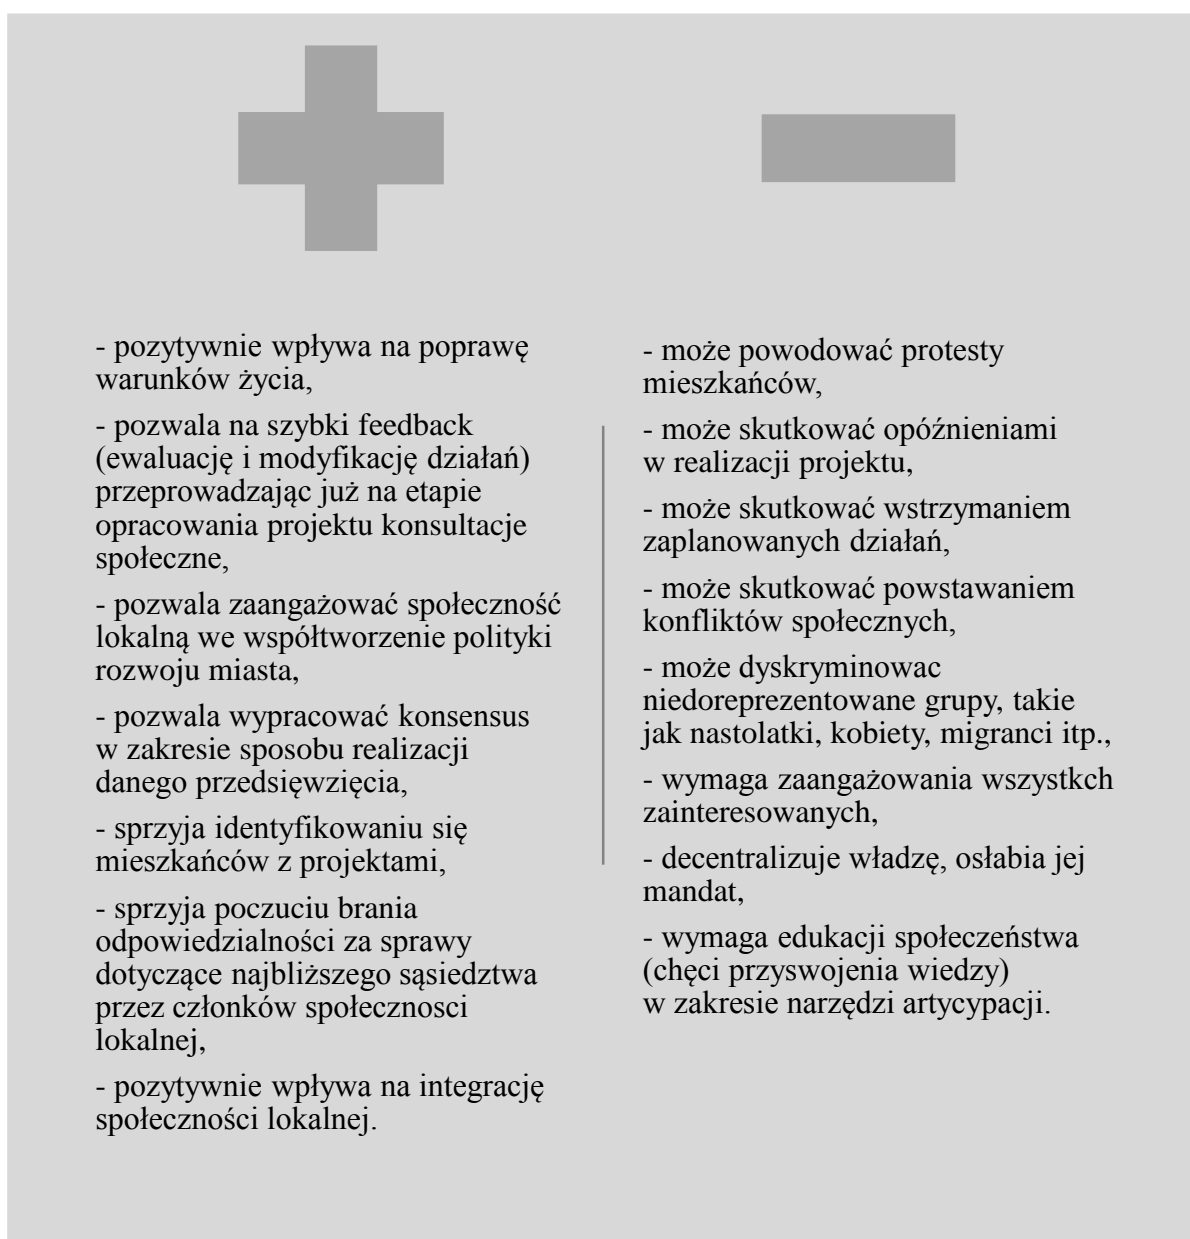 - pozytywnie wpływa na poprawę
warunków życia,
- pozwala na szybki feedback
(ewaluację i modyfikację działań)
przeprowadzając już na etapie
opracowania projektu konsultacje
społeczne,
- pozwala zaangażować społeczność
lokalną we współtworzenie polityki
rozwoju miasta,
- pozwala wypracować konsensus
w zakresie sposobu realizacji
danego przedsięwzięcia,
- sprzyja identyfikowaniu się
mieszkańców z projektami,
- sprzyja poczuciu brania
odpowiedzialności za sprawy
dotyczące najbliższego sąsiedztwa
przez członków społecznosci
lokalnej,
- pozytywnie wpływa na integrację
społeczności lokalnej.
- może powodować protesty
mieszkańców,
- może skutkować opóźnieniami
w realizacji projektu,
- może skutkować wstrzymaniem
zaplanowanych działań,
- może skutkować powstawaniem
konfliktów społecznych,
- może dyskryminowac
niedoreprezentowane grupy, takie
jak nastolatki, kobiety, migranci itp.,
- wymaga zaangażowania wszystkch
zainteresowanych,
- decentralizuje władzę, osłabia jej
mandat,
- wymaga edukacji społeczeństwa
(chęci przyswojenia wiedzy)
w zakresie narzędzi artycypacji.